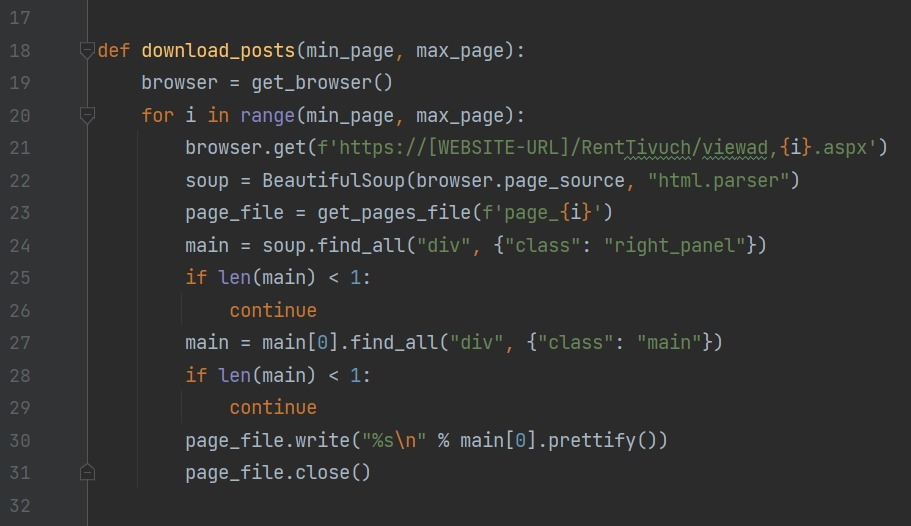 17
18 def download_posts(min_page, max_page):
19     browser = get_browser()
20     for i in range(min_page, max_page):
21         browser.get(f'https://[WEBSITE-URL]/RentTivuch/viewad,{i}.aspx')
22         soup = BeautifulSoup(browser.page_source, "html.parser")
23         page_file = get_pages_file(f'page_{i}')
24         main = soup.find_all("div", {"class": "right_panel"})
25         if len(main) < 1:
26             continue
27         main = main[0].find_all("div", {"class": "main"})
28         if len(main) < 1:
29             continue
30         page_file.write("%s\n" % main[0].prettify())
31         page_file.close()
32